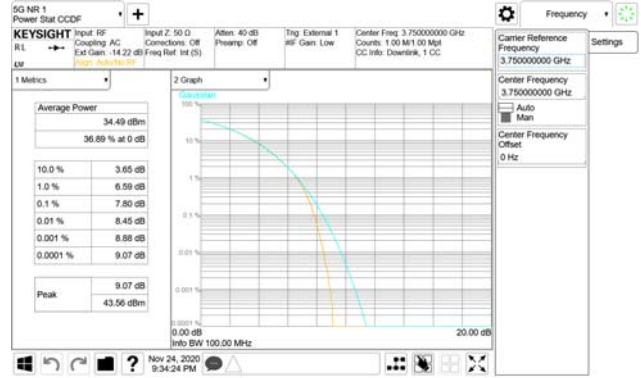 5G NR 1
Power Stat CCDF
Frequency
KEYSIGHT
RL
Input: RF
Coupling: AC
Ext Gain: -14.22 dB
Align: Auto/No RF
Input Z: 50 Ω
Corrections: Off
Freq Ref: Int (S)
Atten: 40 dB
Preamp: Off
Trig: External 1
#IF Gain: Low
Center Freq: 3.750000000 GHz
Counts: 1.00 M/1.00 Mpt
CC Info: Downlink, 1 CC
Carrier Reference
Frequency
3.750000000 GHz
Settings
Center Frequency
3.750000000 GHz
Auto
Man
Center Frequency
Offset
0 Hz
1 Metrics
Average Power
34.49 dBm
36.89 % at 0 dB
10.0 % 3.65 dB
1.0 % 6.59 dB
0.1 % 7.80 dB
0.01 % 8.45 dB
0.001 % 8.88 dB
0.0001 % 9.07 dB
Peak
9.07 dB
43.56 dBm
2 Graph
Gaussian
100 %
10 %
1 %
0.1 %
0.01 %
0.001 %
0.0001 %
0.00 dB
20.00 dB
Info BW 100.00 MHz
Nov 24, 2020
9:34:24 PM